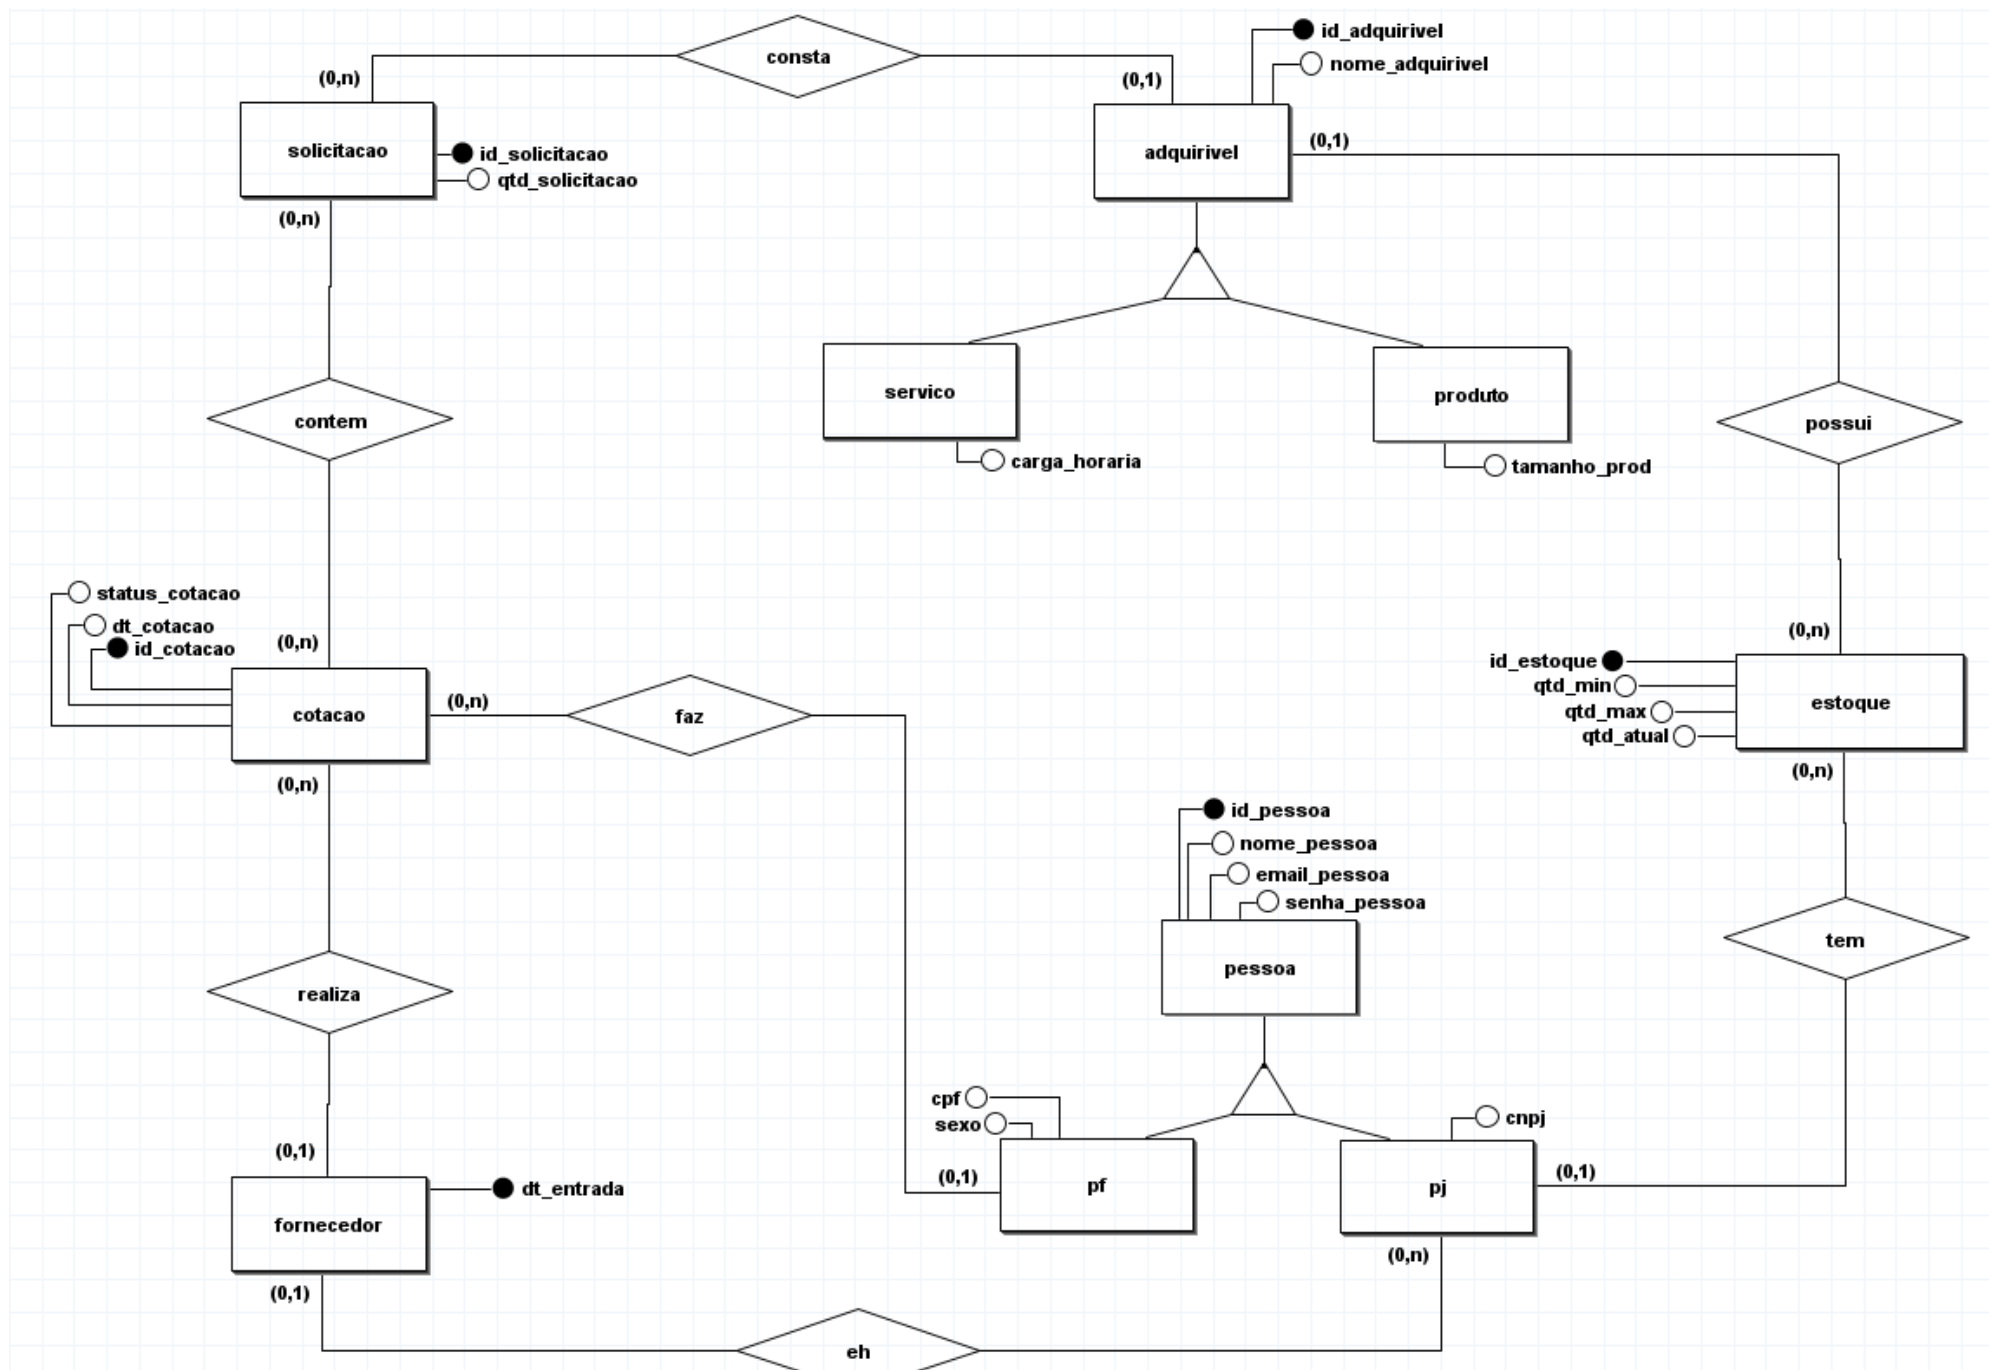 consta
id_adquirivel
nome_adquirivel
(0,n)
(0,1)
solicitacao
id_solicitacao
qtd_solicitacao
adquirivel
(0,1)
(0,n)
servico
produto
carga_horaria
tamanho_prod
contem
possui
status_cotacao
dt_cotacao
id_cotacao
(0,n)
(0,n)
cotacao
(0,n)
faz
id_estoque
qtd_min
qtd_max
qtd_atual
estoque
(0,n)
(0,n)
id_pessoa
nome_pessoa
email_pessoa
senha_pessoa
pessoa
realiza
tem
cpf
sexo
cnpj
(0,1)
(0,1)
pf
pj
(0,1)
dt_entrada
fornecedor
(0,1)
(0,n)
eh